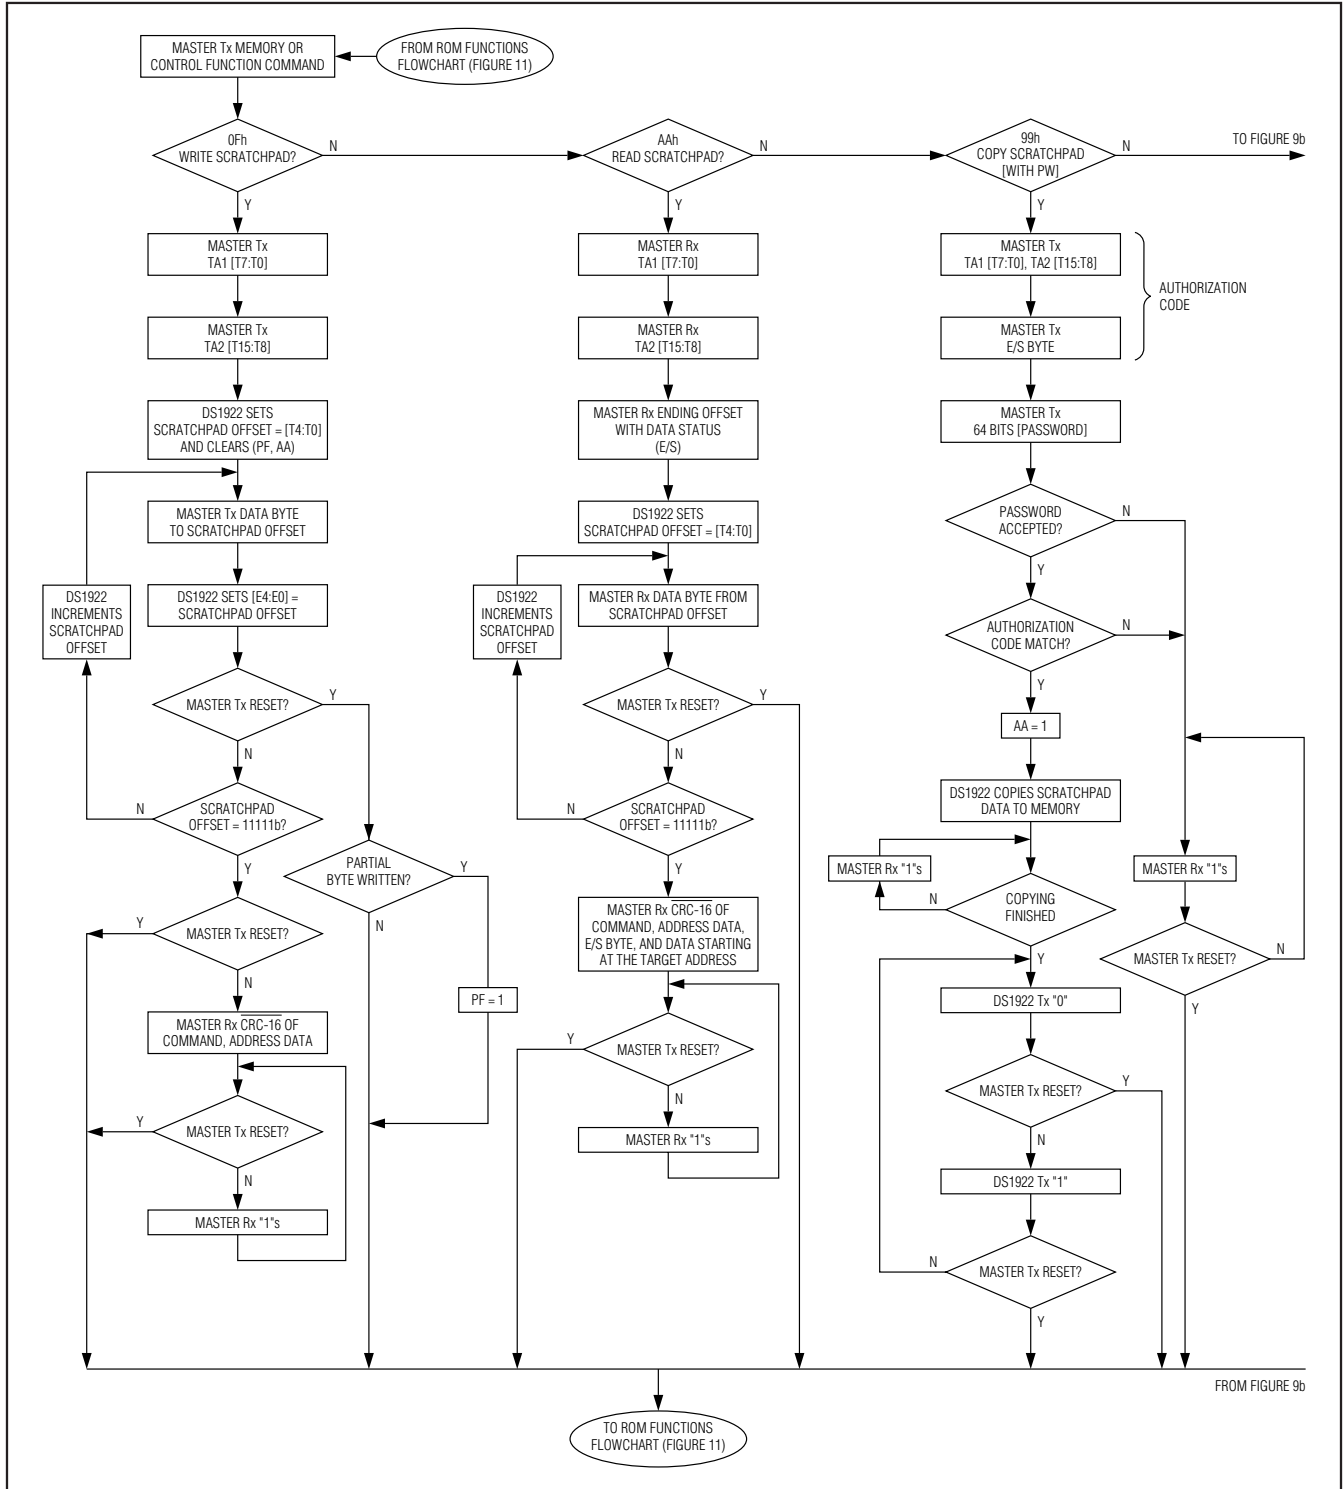 MASTER Tx MEMORY OR
CONTROL FUNCTION COMMAND
FROM ROM FUNCTIONS
FLOWCHART (FIGURE 11)
0Fh
WRITE SCRATCHPAD?
N
Y
AAh
READ SCRATCHPAD?
N
Y
99h
COPY SCRATCHPAD
[WITH PW]
N
Y
TO FIGURE 9b
MASTER Tx
TA1 [T7:T0]
MASTER Tx
TA2 [T15:T8]
DS1922 SETS
SCRATCHPAD OFFSET = [T4:T0]
AND CLEARS (PF, AA)
MASTER Tx DATA BYTE
TO SCRATCHPAD OFFSET
DS1922 SETS [E4:E0] =
SCRATCHPAD OFFSET
DS1922
INCREMENTS
SCRATCHPAD
OFFSET
MASTER Tx RESET?
Y
N
SCRATCHPAD
OFFSET = 11111b?
N
Y
PARTIAL
BYTE WRITTEN?
Y
N
PF = 1
MASTER Tx RESET?
Y
N
MASTER Rx CRC-16 OF
COMMAND, ADDRESS DATA
MASTER Tx RESET?
Y
N
MASTER Rx "1"s
MASTER Rx
TA1 [T7:T0]
MASTER Rx
TA2 [T15:T8]
MASTER Rx ENDING OFFSET
WITH DATA STATUS
(E/S)
DS1922 SETS
SCRATCHPAD OFFSET = [T4:T0]
MASTER Rx DATA BYTE FROM
SCRATCHPAD OFFSET
DS1922
INCREMENTS
SCRATCHPAD
OFFSET
MASTER Tx RESET?
Y
N
SCRATCHPAD
OFFSET = 11111b?
N
Y
MASTER Rx CRC-16 OF
COMMAND, ADDRESS DATA,
E/S BYTE, AND DATA STARTING
AT THE TARGET ADDRESS
MASTER Tx RESET?
Y
N
MASTER Rx "1"s
MASTER Tx
TA1 [T7:T0], TA2 [T15:T8]
MASTER Tx
E/S BYTE
AUTHORIZATION
CODE
MASTER Tx
64 BITS [PASSWORD]
PASSWORD
ACCEPTED?
N
Y
AUTHORIZATION
CODE MATCH?
N
Y
AA = 1
DS1922 COPIES SCRATCHPAD
DATA TO MEMORY
MASTER Rx "1"s
COPYING
FINISHED
N
Y
MASTER Rx "1"s
MASTER Tx RESET?
N
Y
DS1922 Tx "0"
MASTER Tx RESET?
Y
N
DS1922 Tx "1"
MASTER Tx RESET?
N
Y
FROM FIGURE 9b
TO ROM FUNCTIONS
FLOWCHART (FIGURE 11)